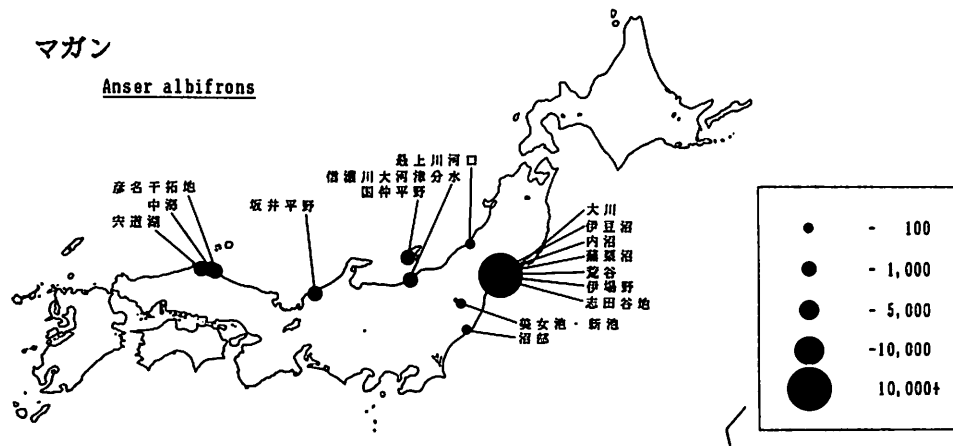 マガン
Anser albifrons
最上川河口
信濃川大河津分水
国仲平野
彦名干拓地
中海
宍道湖
坂井平野
大川
伊豆沼
内沼
蕪栗沼
荒谷
伊場野
志田谷地
美女池・新池
沼部
- 100
- 1,000
- 5,000
-10,000
10,000+